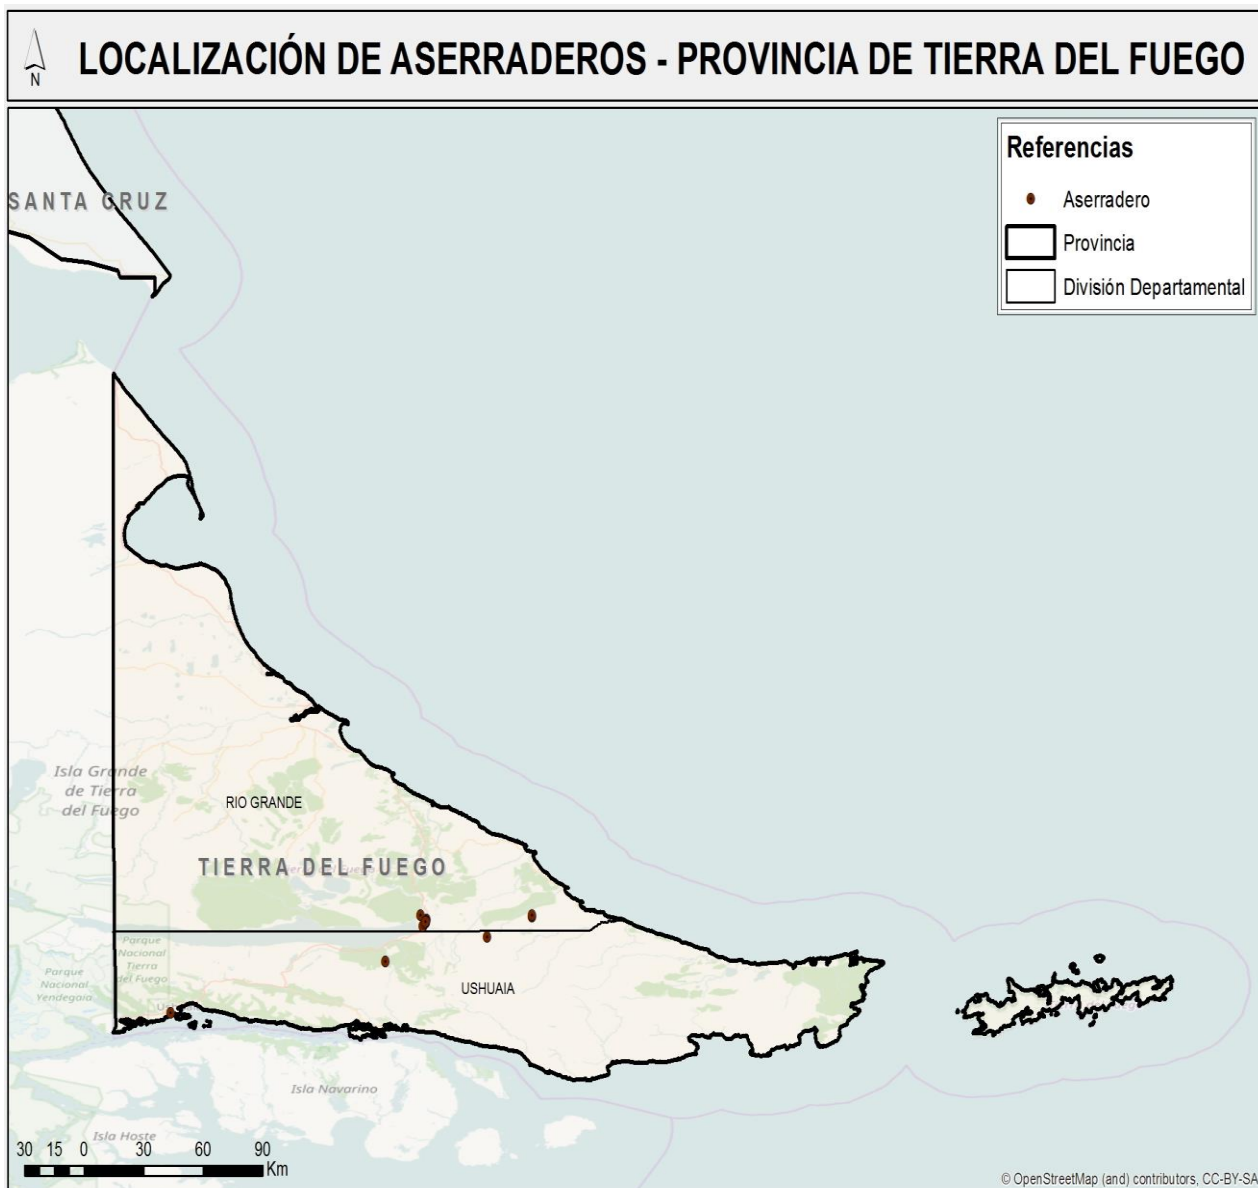 LOCALIZACIÓN DE ASERRADEROS - PROVINCIA DE TIERRA DEL FUEGO
N
Referencias
Aserradero
Provincia
División Departamental
SANTA CRUZ
Isla Grande
de Tierra
del Fuego
RIO GRANDE
TIERRA DEL FUEGO
Parque
Nacional
Tierra
del Fuego
Parque
Nacional
Yendegaia
USHUAIA
Isla Navarino
Isla Hoste
30 15 0 30 60 90
Km
© OpenStreetMap (and) contributors, CC-BY-SA